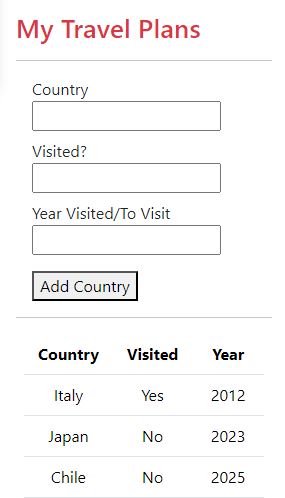 My Travel Plans
Country
Visited?
Year Visited/To Visit
Add Country
Country Visited Year
Italy Yes 2012
Japan No 2023
Chile No 2025